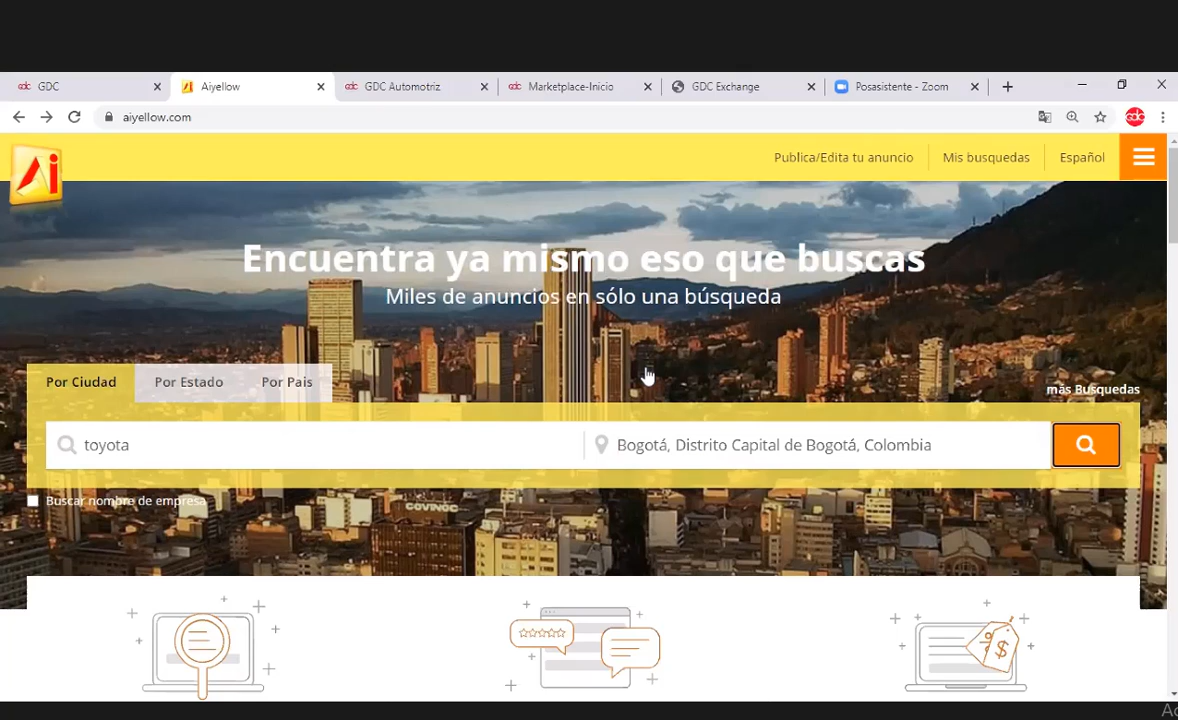 GDC
Aiyellow
GDC Automotriz
Marketplace-Inicio
GDC Exchange
Posasistente - Zoom
aiyellow.com
gdc
Ai
Publica/Edita tu anuncio
Mis busquedas
Español
Encuentra ya mismo eso que buscas
Miles de anuncios en sólo una búsqueda
Por Ciudad
Por Estado
Por Pais
más Busquedas
toyota
Bogotá, Distrito Capital de Bogotá, Colombia
Buscar nombre de empresa
COVINOC